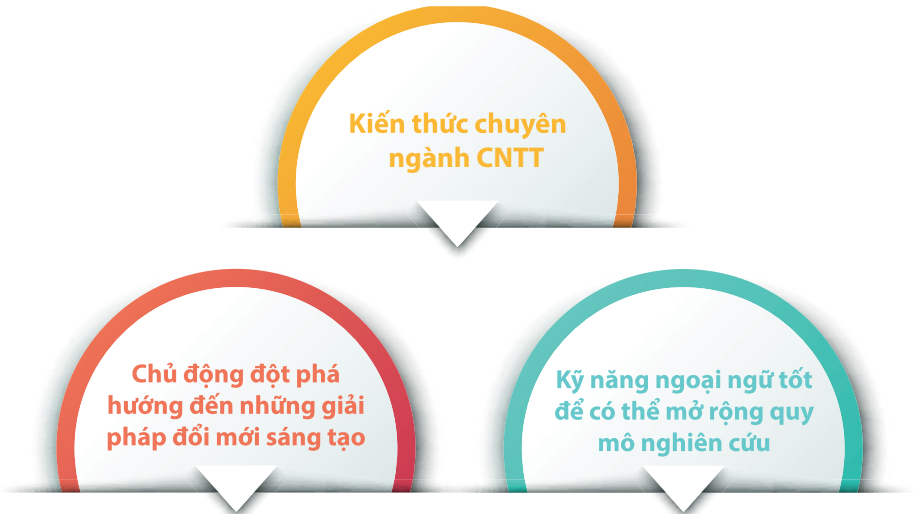 Kiến thức chuyên
ngành CNTT
Chủ động đột phá
hướng đến những giải
pháp đổi mới sáng tạo
Kỹ năng ngoại ngữ tốt
để có thể mở rộng quy
mô nghiên cứu